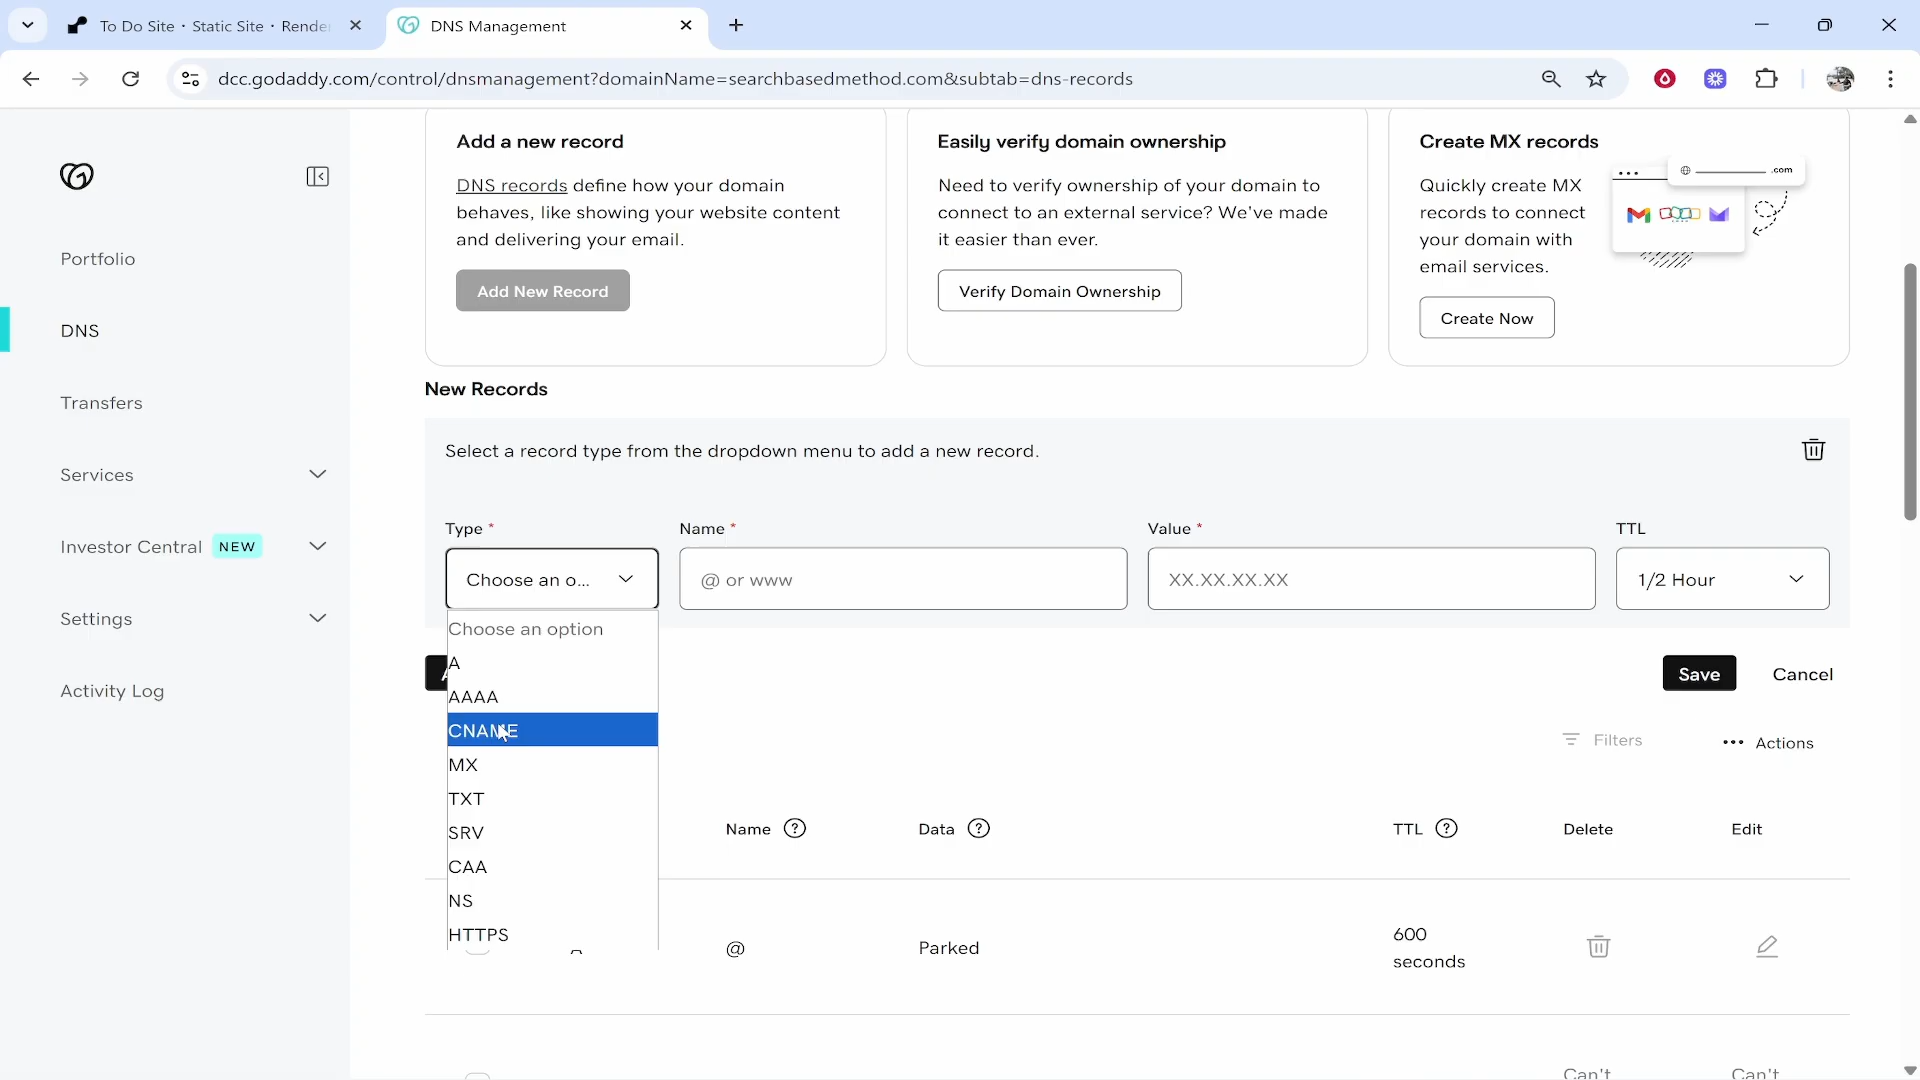 To Do Site · Static Site · Rende
DNS Management
dcc.godaddy.com/control/dnsmanagement?domainName=searchbasedmethod.com&subtab=dns-records
Portfolio
DNS
Transfers
Services
Investor Central NEW
Settings
Activity Log
Add a new record
DNS records define how your domain
behaves, like showing your website content
and delivering your email.
Add New Record
Easily verify domain ownership
Need to verify ownership of your domain to
connect to an external service? We've made
it easier than ever.
Verify Domain Ownership
Create MX records
Quickly create MX
records to connect
your domain with
email services.
Create Now
.com
New Records
Select a record type from the dropdown menu to add a new record.
Type * Name * Value * TTL
Choose an o... @ or www XX.XX.XX.XX 1/2 Hour
Choose an option
A
AAAA
CNAME
MX
TXT
SRV
CAA
NS
HTTPS
Save Cancel
Filters ••• Actions
Name ? Data ? TTL ? Delete Edit
@ Parked 600
seconds
Can't Can't